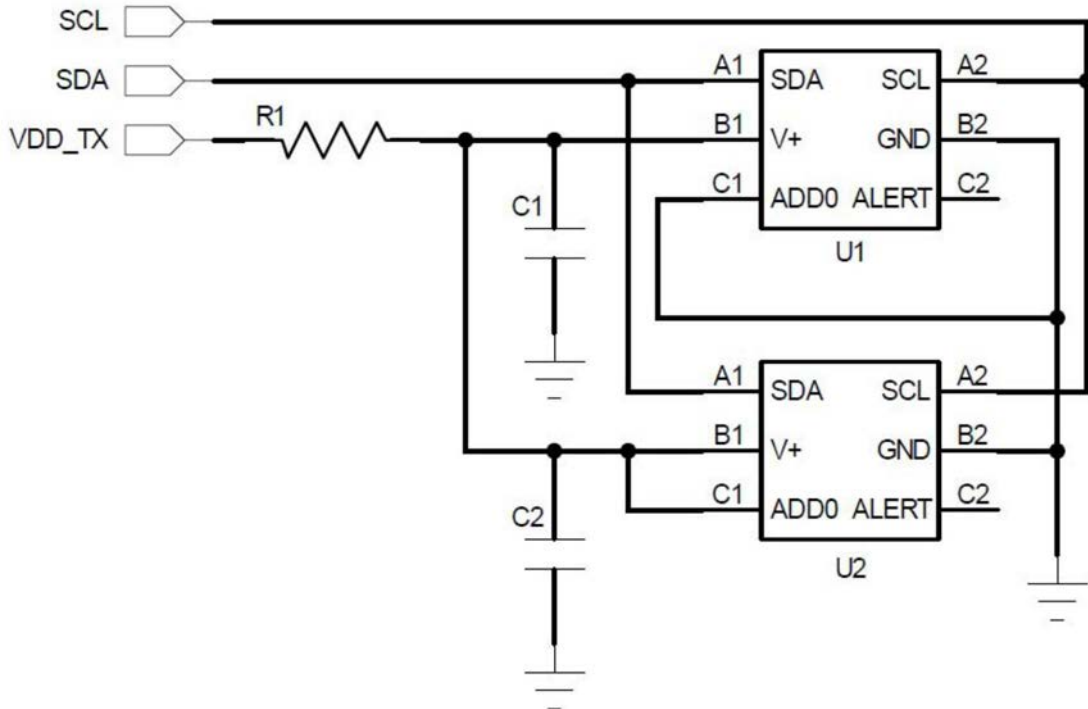 SCL
SDA
VDD_TX
R1
A1 SDA SCL A2
B1 V+ GND B2
C1 ADD0 ALERT C2
U1
C1
A1 SDA SCL A2
B1 V+ GND B2
C1 ADD0 ALERT C2
U2
C2